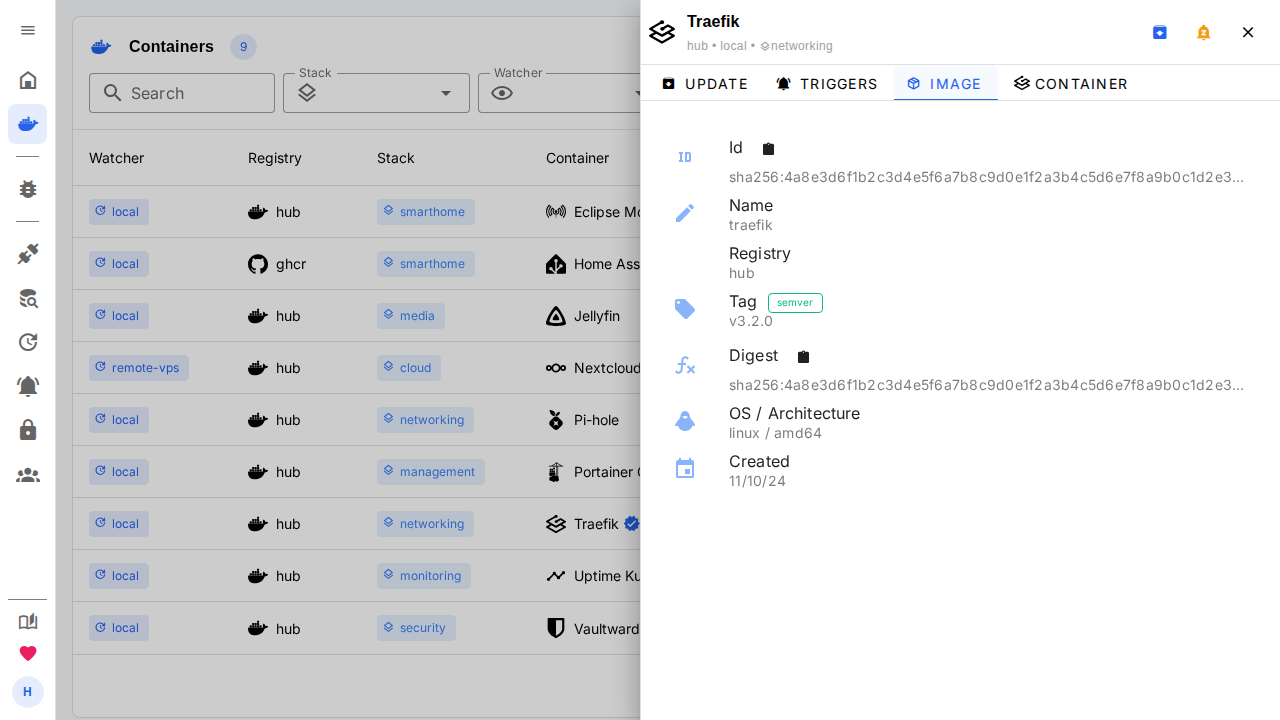 Containers 9
Search
Stack
Watcher
Watcher Registry Stack Container
local hub smarthome Eclipse Mo
local ghcr smarthome Home Ass
local hub media Jellyfin
remote-vps hub cloud Nextcloud
local hub networking Pi-hole
local hub management Portainer
local hub networking Traefik
local hub monitoring Uptime Ku
local hub security Vaultward
H
Traefik
hub • local • networking
UPDATE TRIGGERS IMAGE CONTAINER
ID
Id
sha256:4a8e3d6f1b2c3d4e5f6a7b8c9d0e1f2a3b4c5d6e7f8a9b0c1d2e3...
Name
traefik
Registry
hub
Tag semver
v3.2.0
Digest
sha256:4a8e3d6f1b2c3d4e5f6a7b8c9d0e1f2a3b4c5d6e7f8a9b0c1d2e3...
OS / Architecture
linux / amd64
Created
11/10/24